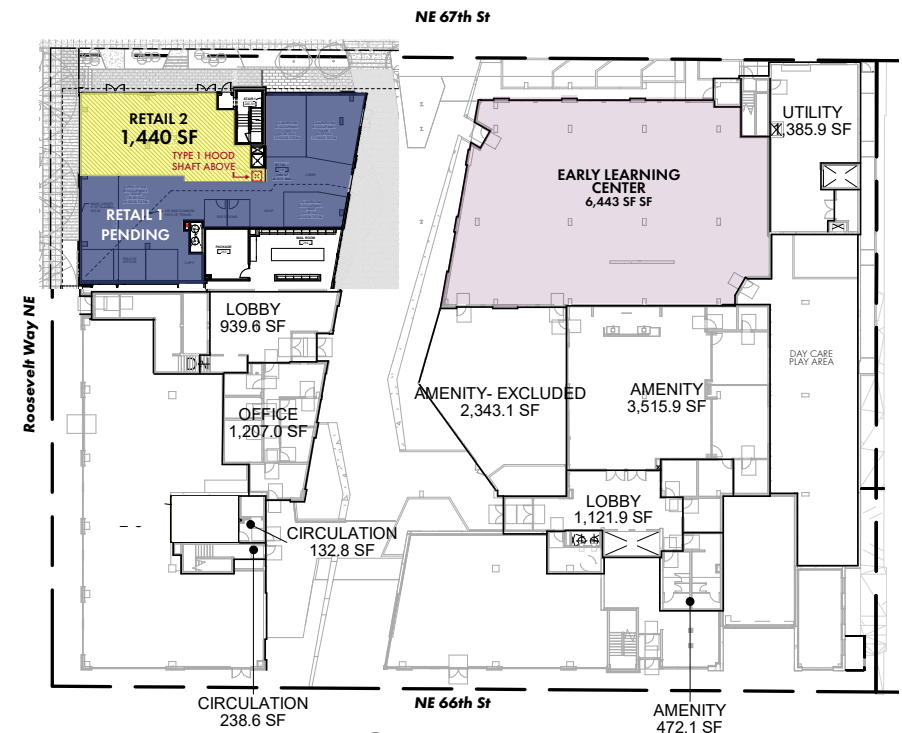 NE 67th St
RETAIL 2
1,440 SF
TYPE 1 HOOD
SHAFT ABOVE
RETAIL 1
PENDING
PACKAGE
MAIL ROOM
EARLY LEARNING
CENTER
6,443 SF SF
UTILITY
385.9 SF
Roosevelt Way NE
LOBBY
939.6 SF
OFFICE
1,207.0 SF
AMENITY- EXCLUDED
2,343.1 SF
AMENITY
3,515.9 SF
DAY CARE
PLAY AREA
LOBBY
1,121.9 SF
CIRCULATION
132.8 SF
CIRCULATION
238.6 SF
NE 66th St
AMENITY
472.1 SF